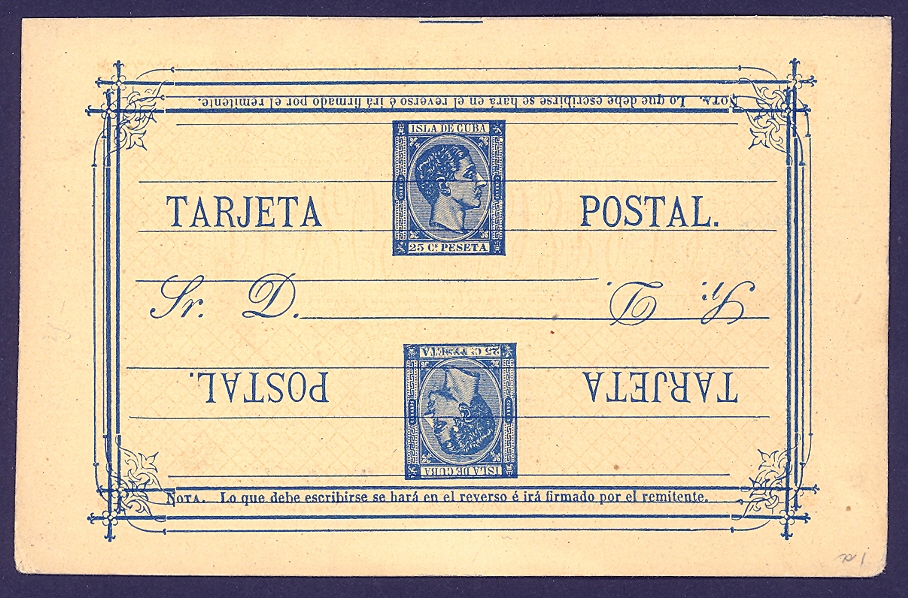 NOTA. Lo que debe escribirse se hará en el reverso é irá firmado por el remitente.
ISLA DE CUBA
TARJETA POSTAL.
25 Cs PESETA
Sr. D.
Sr. D.
25 Cs PESETA
TARJETA POSTAL.
ISLA DE CUBA
NOTA. Lo que debe escribirse se hará en el reverso é irá firmado por el remitente.